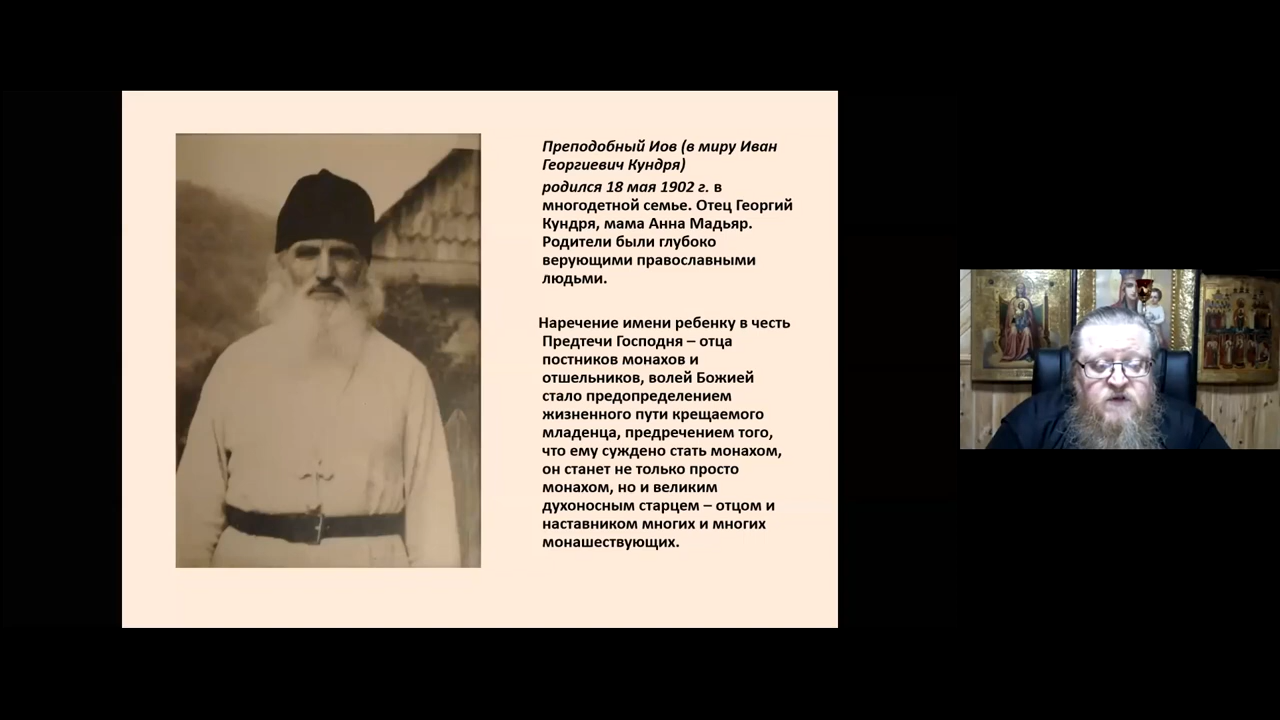 Преподобный Иов (в миру Иван
Георгиевич Кундря)
родился 18 мая 1902 г. в
многодетной семье. Отец Георгий
Кундря, мама Анна Мадьяр.
Родители были глубоко
верующими православными
людьми.
Наречение имени ребенку в честь
Предтечи Господня – отца
постников монахов и
отшельников, волей Божией
стало предопределением
жизненного пути крещаемого
младенца, предречением того,
что ему суждено стать монахом,
он станет не только просто
монахом, но и великим
духоносным старцем – отцом и
наставником многих и многих
монашествующих.